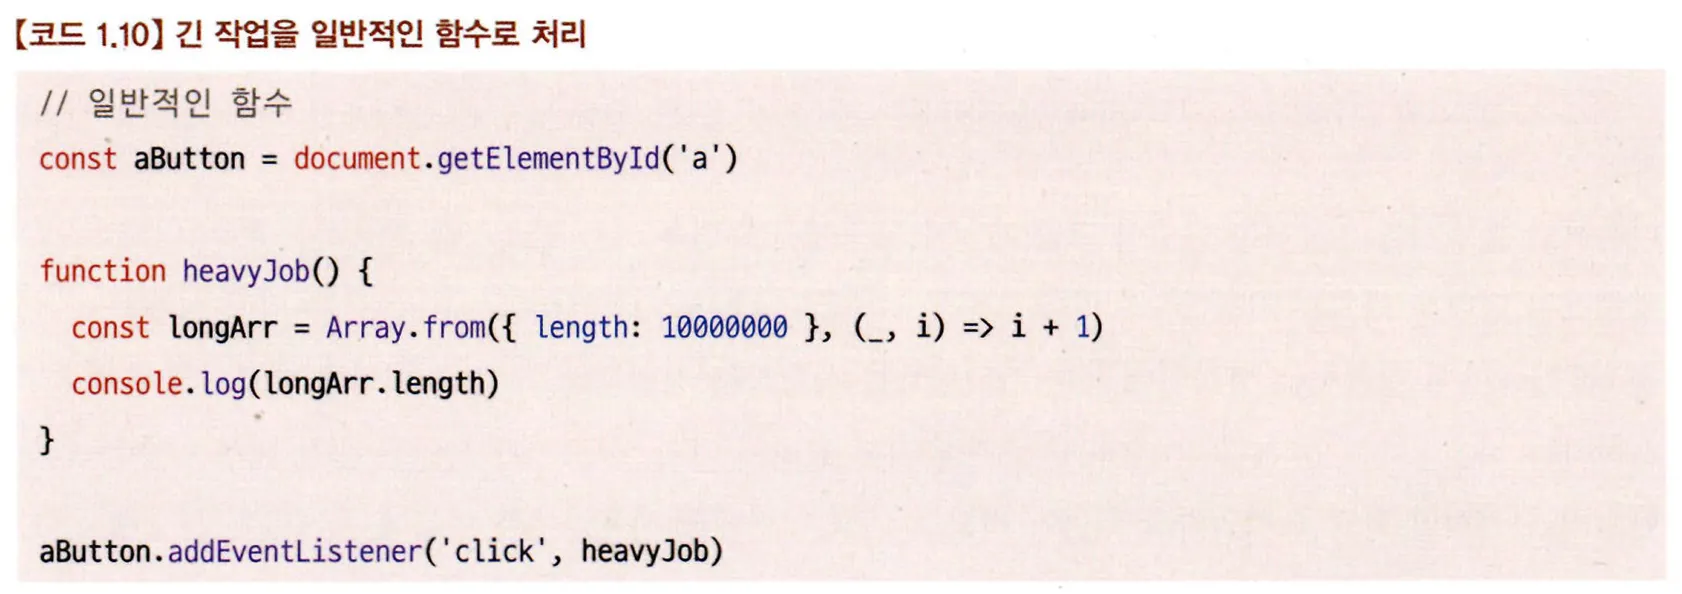 【코드 1.10】 긴 작업을 일반적인 함수로 처리
// 일반적인 함수
const aButton = document.getElementById('a')
function heavyJob() {
  const longArr = Array.from({ length: 10000000 }, (_, i) => i + 1)
  console.log(longArr.length)
}
aButton.addEventListener('click', heavyJob)